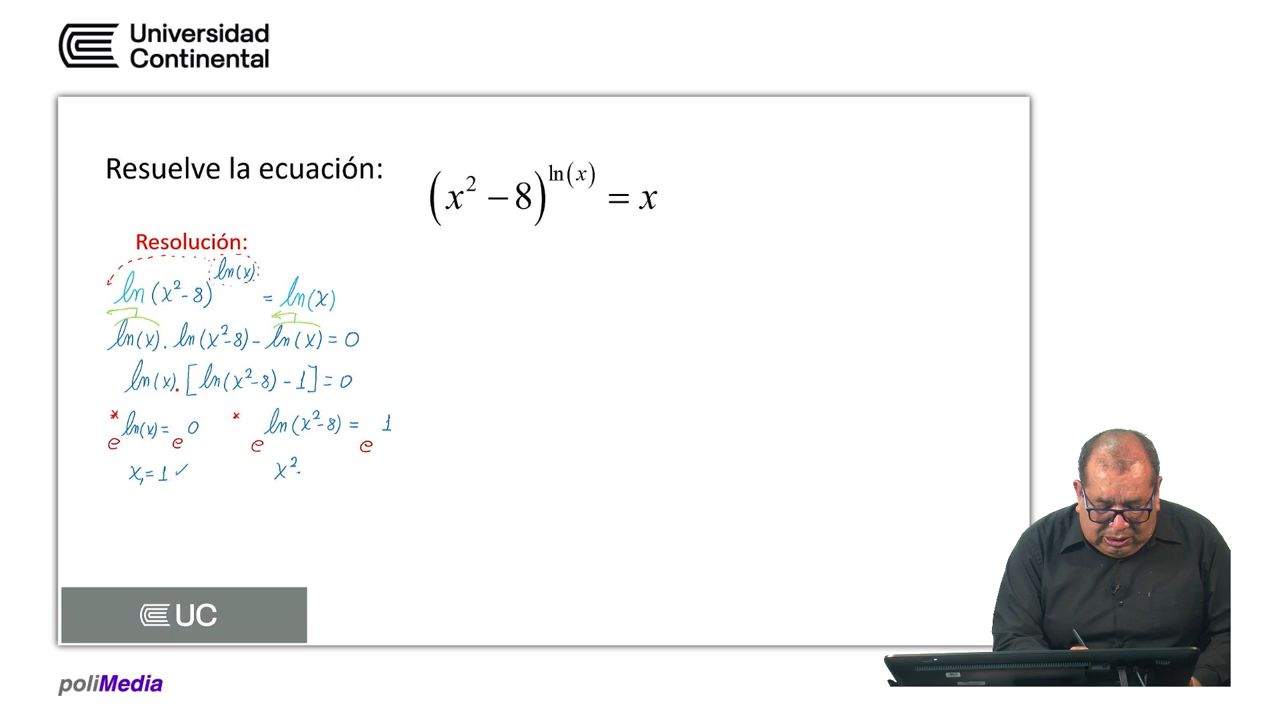 Universidad
Continental
Resuelve la ecuación: (x² − 8)^ln(x) = x
Resolución:
ln(x²-8)^ln(x) = ln(x)
ln(x). ln(x²-8) - ln(x) = 0
ln(x).[ln(x²-8) - 1] = 0
* ln(x) = 0 * ln(x²-8) = 1
e e e e
x₁ = 1 ✓ x²-
UC
poliMedia